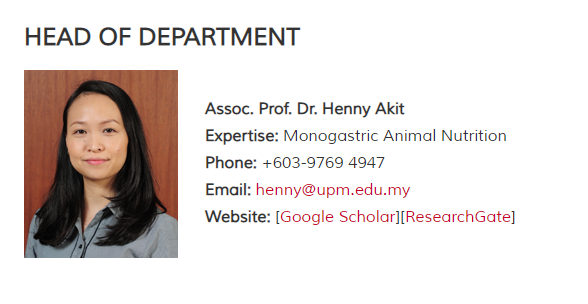 HEAD OF DEPARTMENT
Assoc. Prof. Dr. Henny Akit
Expertise: Monogastric Animal Nutrition
Phone: +603-9769 4947
Email: henny@upm.edu.my
Website: [Google Scholar][ResearchGate]